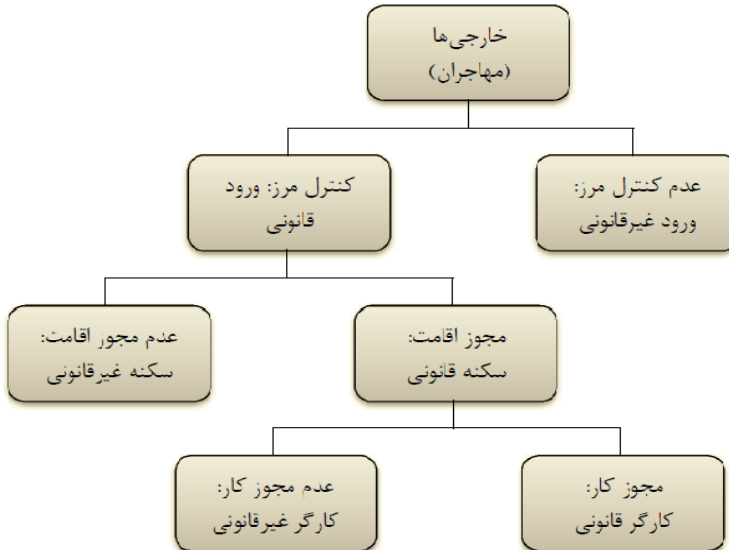 خارجی‌ها
(مهاجران)
عدم کنترل مرز:
ورود غیرقانونی
کنترل مرز: ورود
قانونی
مجوز اقامت:
سکنه قانونی
عدم مجوز اقامت:
سکنه غیرقانونی
مجوز کار:
کارگر قانونی
عدم مجوز کار:
کارگر غیرقانونی